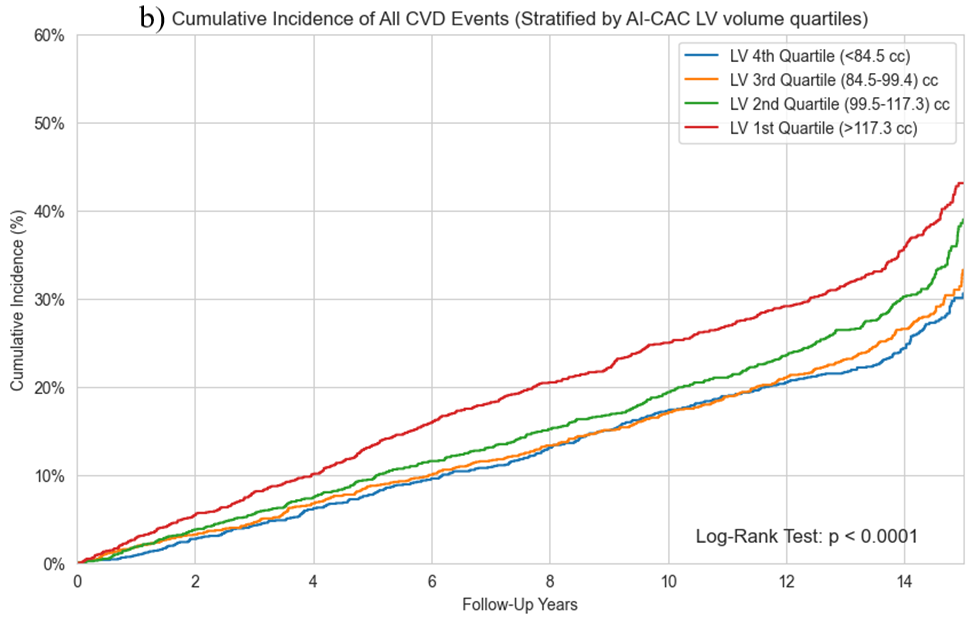 b) Cumulative Incidence of All CVD Events (Stratified by AI-CAC LV volume quartiles)
60%
50%
40%
30%
20%
10%
0%
Cumulative Incidence (%)
LV 4th Quartile (<84.5 cc)
LV 3rd Quartile (84.5-99.4) cc
LV 2nd Quartile (99.5-117.3) cc
LV 1st Quartile (>117.3 cc)
Log-Rank Test: p < 0.0001
0 2 4 6 8 10 12 14
Follow-Up Years